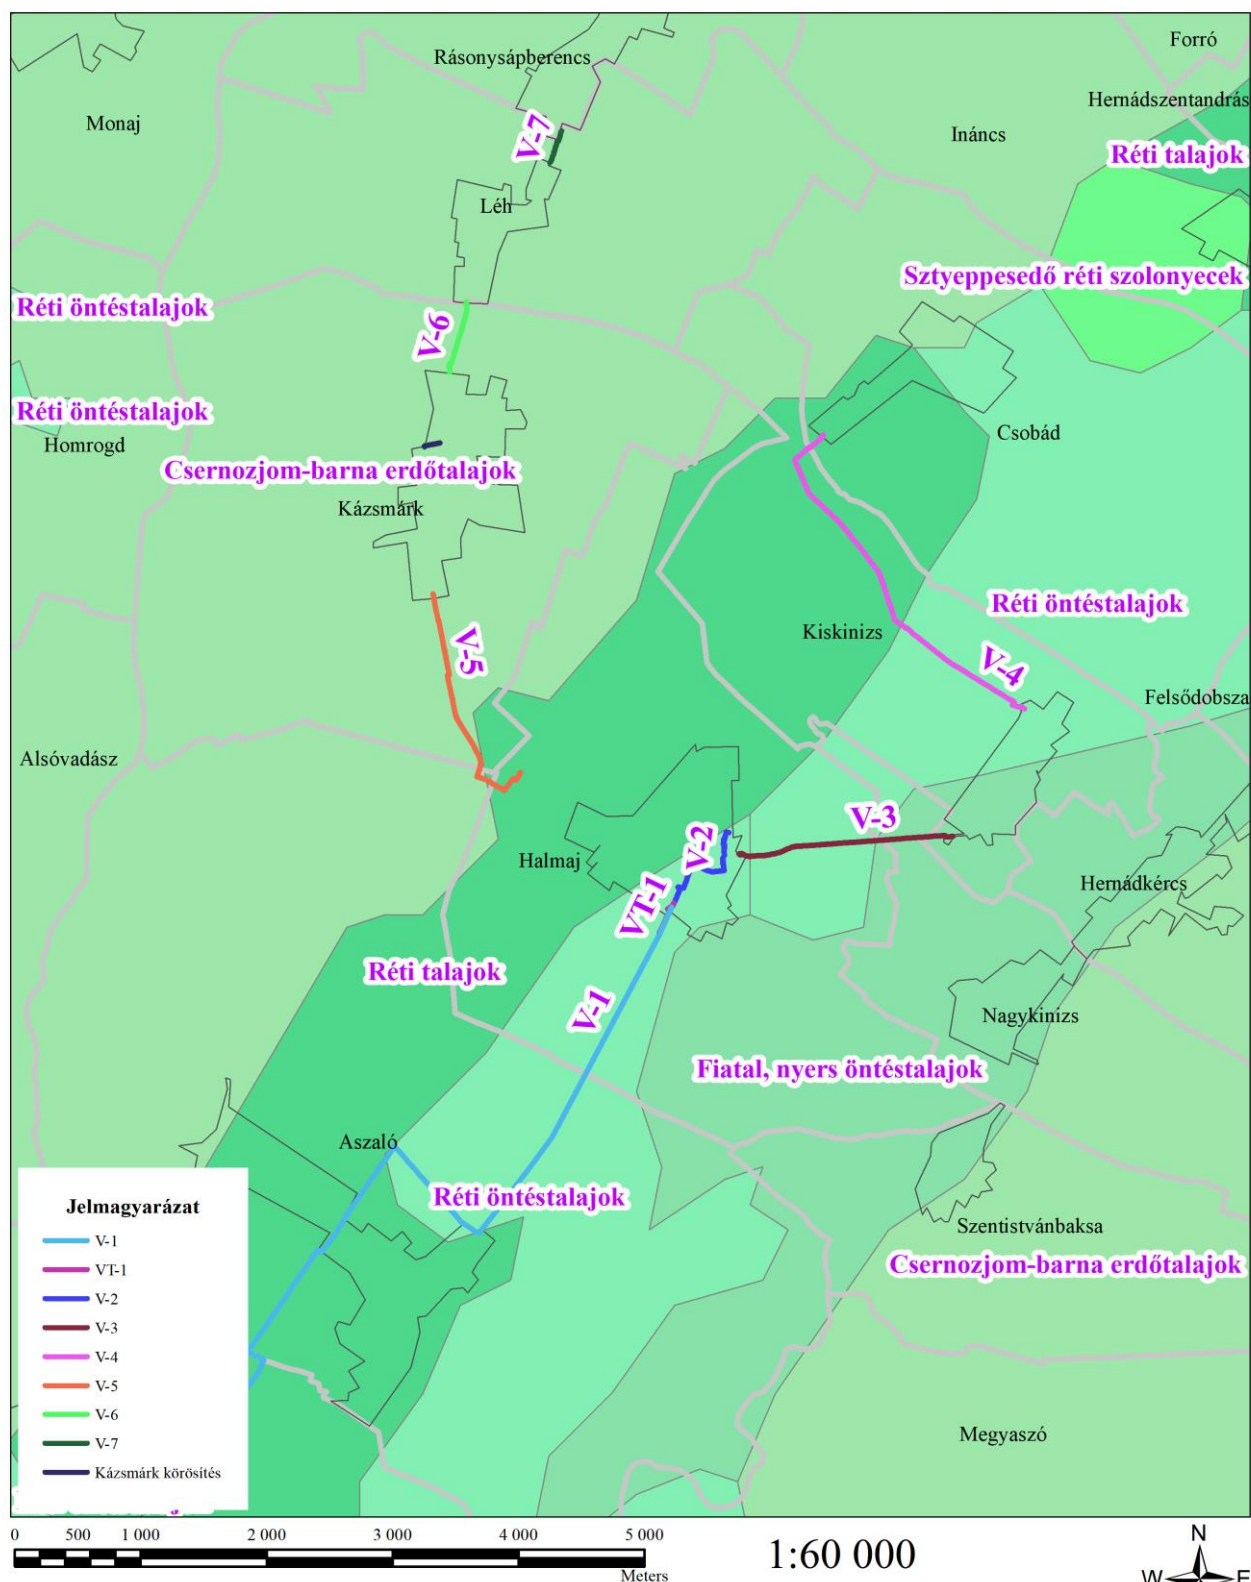 Forró
Rásonysápberencs
Hernádszentandrás
Monaj
Ináncs
V-7
Réti talajok
Léh
Sztyeppesedő réti szolonyecek
Réti öntéstalajok
V-6
Réti öntéstalajok
Homrogd
Csobád
Csernozjom-barna erdőtalajok
Kázsmárk
Réti öntéstalajok
Kiskinizs
V-5
V-4
Felsődobsza
Alsóvadász
V-3
V-2
Halmaj
Hernádkércs
VT-1
Réti talajok
V-1
Nagykinizs
Fiatal, nyers öntéstalajok
Aszaló
Réti öntéstalajok
Szentistvánbaksa
Csernozjom-barna erdőtalajok
Megyaszó
Jelmagyarázat
V-1
VT-1
V-2
V-3
V-4
V-5
V-6
V-7
Kázsmárk körösítés
0 500 1 000 2 000 3 000 4 000 5 000
Meters
1:60 000
N
W E